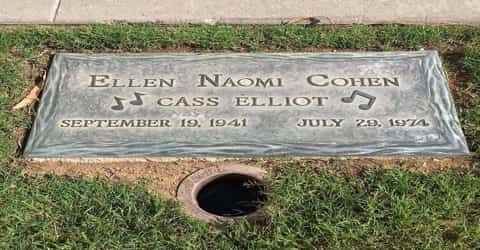 ELLEN NAOMI COHEN
CASS ELLIOT
SEPTEMBER 19, 1941 JULY 29, 1974